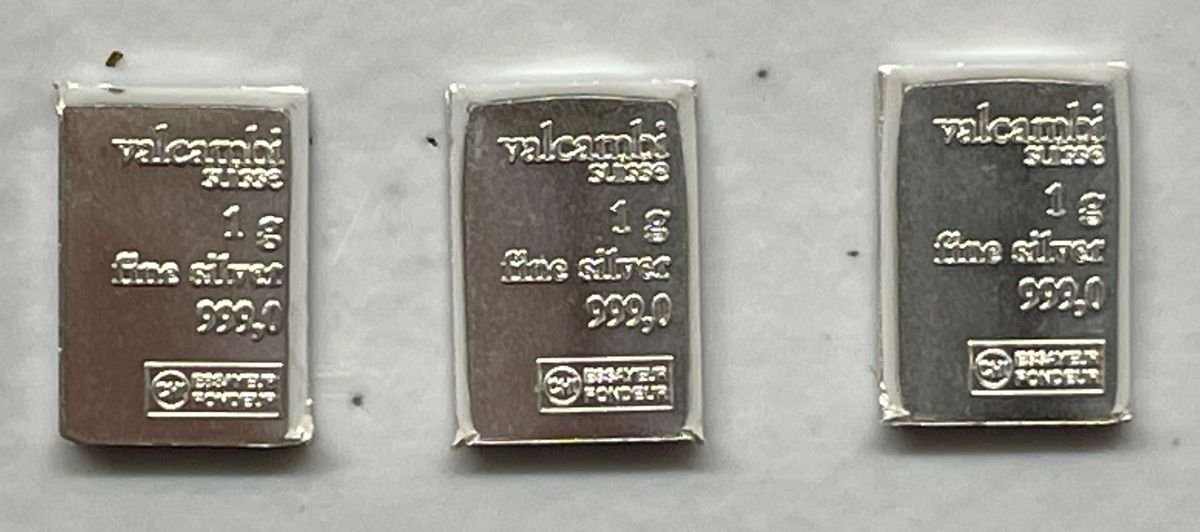 valcambi
SUISSE
1 g
fine silver
999,0
ESSAYEUR
FONDEUR
valcambi
SUISSE
1 g
fine silver
999,0
ESSAYEUR
FONDEUR
valcambi
SUISSE
1 g
fine silver
999,0
ESSAYEUR
FONDEUR